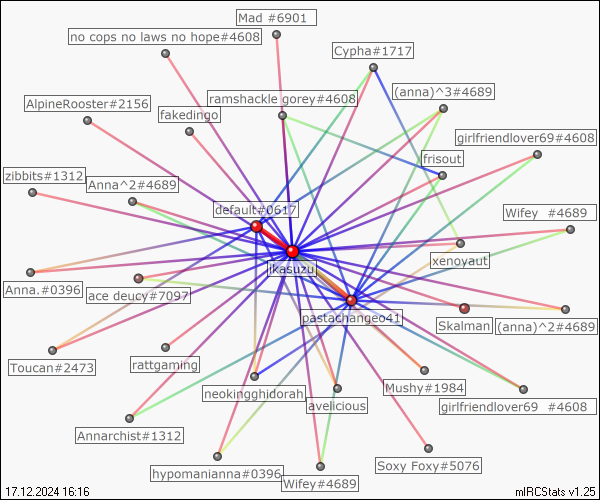 Mad #6901
no cops no laws no hope#4608
Cypha#1717
(anna)^3#4689
AlpineRooster#2156
ramshackle gorey#4608
fakedingo
girlfriendlover69#4608
frisout
zibbits#1312
Anna^2#4689
default#0617
Wifey #4689
xenoyaut
ikasuzu
Anna.#0396
ace deucy#7097
pastachangeo41
Skalman
(anna)^2#4689
Toucan#2473
rattgaming
neokingghidorah
Mushy#1984
avelicious
girlfriendlover69 #4608
Annarchist#1312
hypomanianna#0396
Soxy Foxy#5076
Wifey#4689
17.12.2024 16:16
mIRCStats v1.25